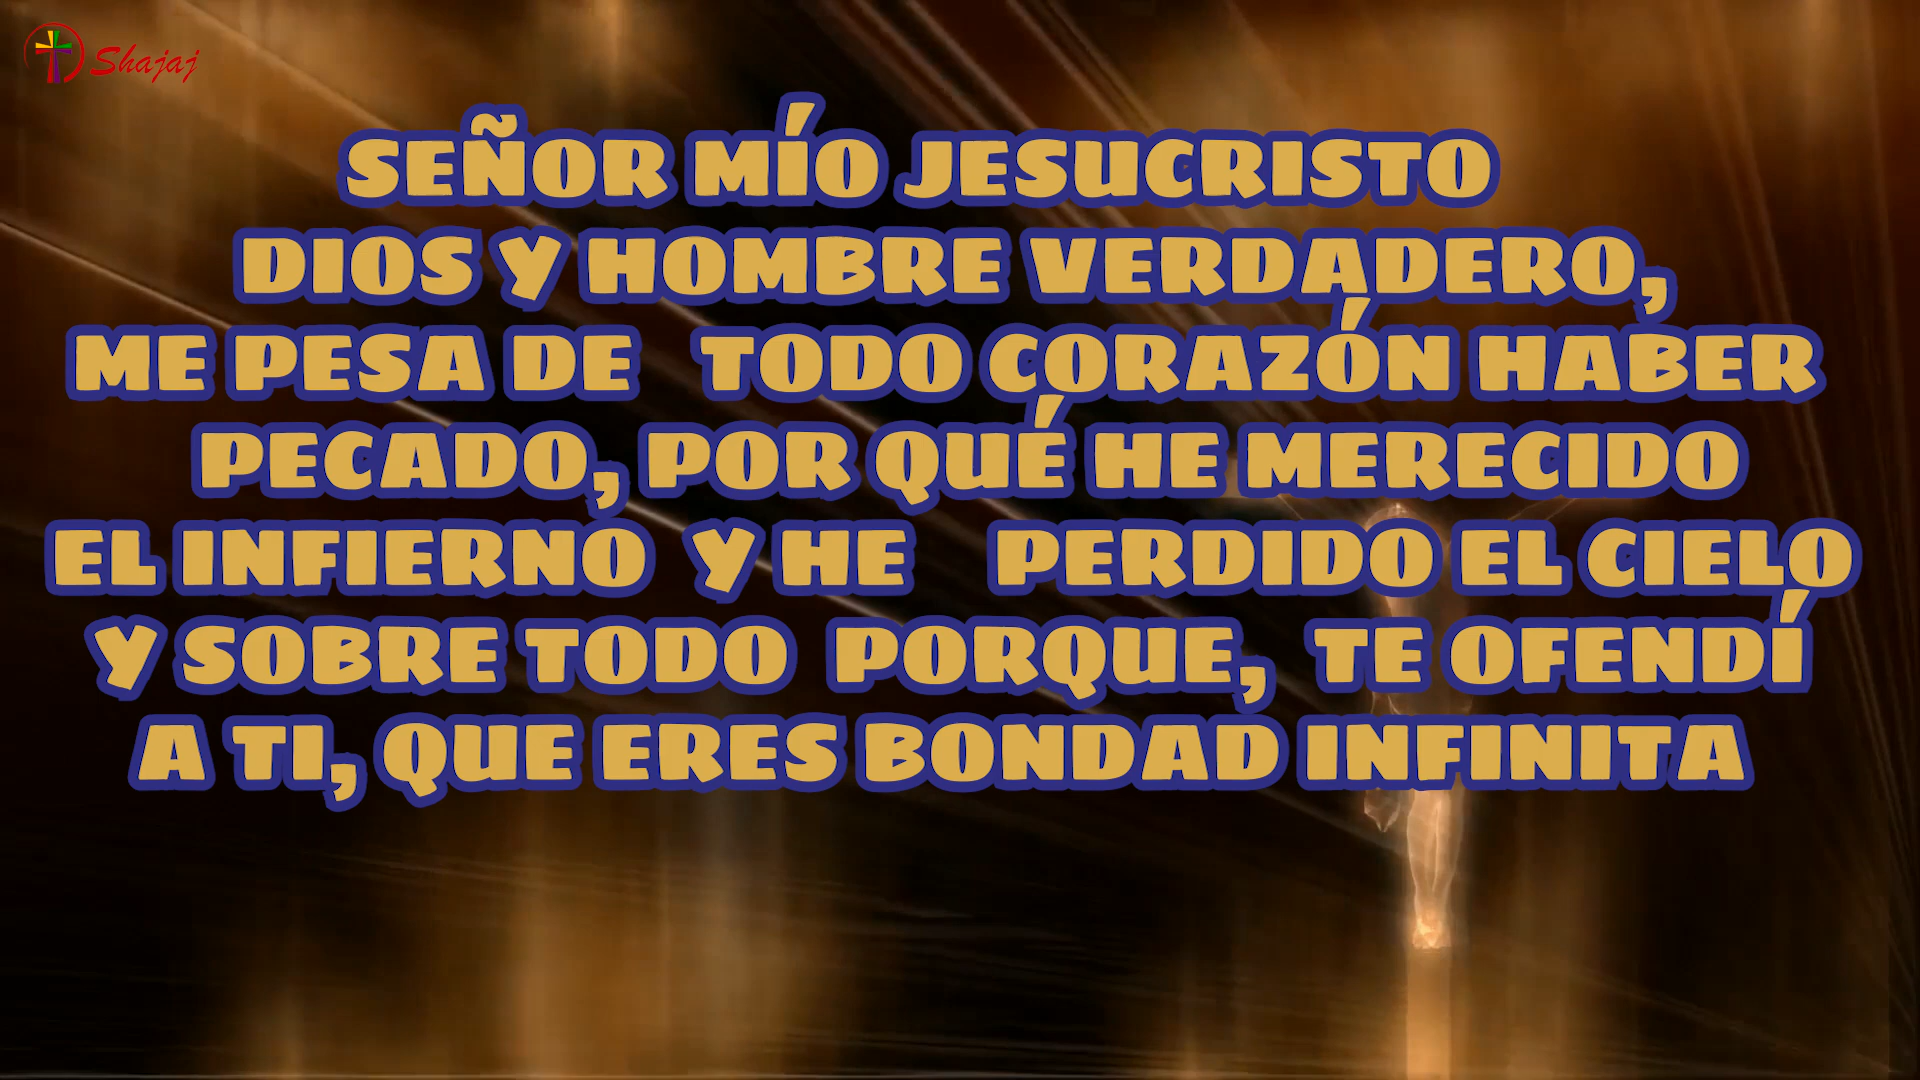 Shajaj
SEÑOR MÍO JESUCRISTO
DIOS Y HOMBRE VERDADERO,
ME PESA DE TODO CORAZÓN HABER
PECADO, POR QUÉ HE MERECIDO
EL INFIERNO Y HE PERDIDO EL CIELO
Y SOBRE TODO PORQUE, TE OFENDÍ
A TI, QUE ERES BONDAD INFINITA